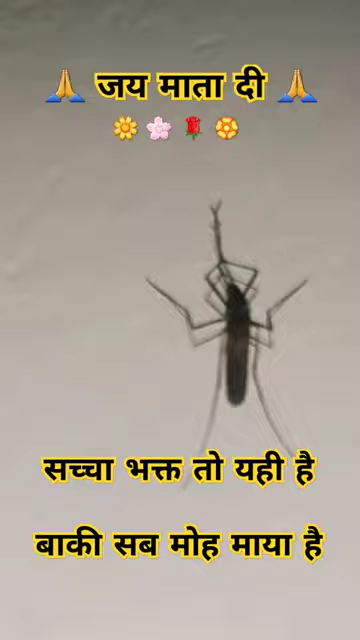 🙏 जय माता दी 🙏
🌼🌸🌹🏵️
सच्चा भक्त तो यही है
बाकी सब मोह माया है